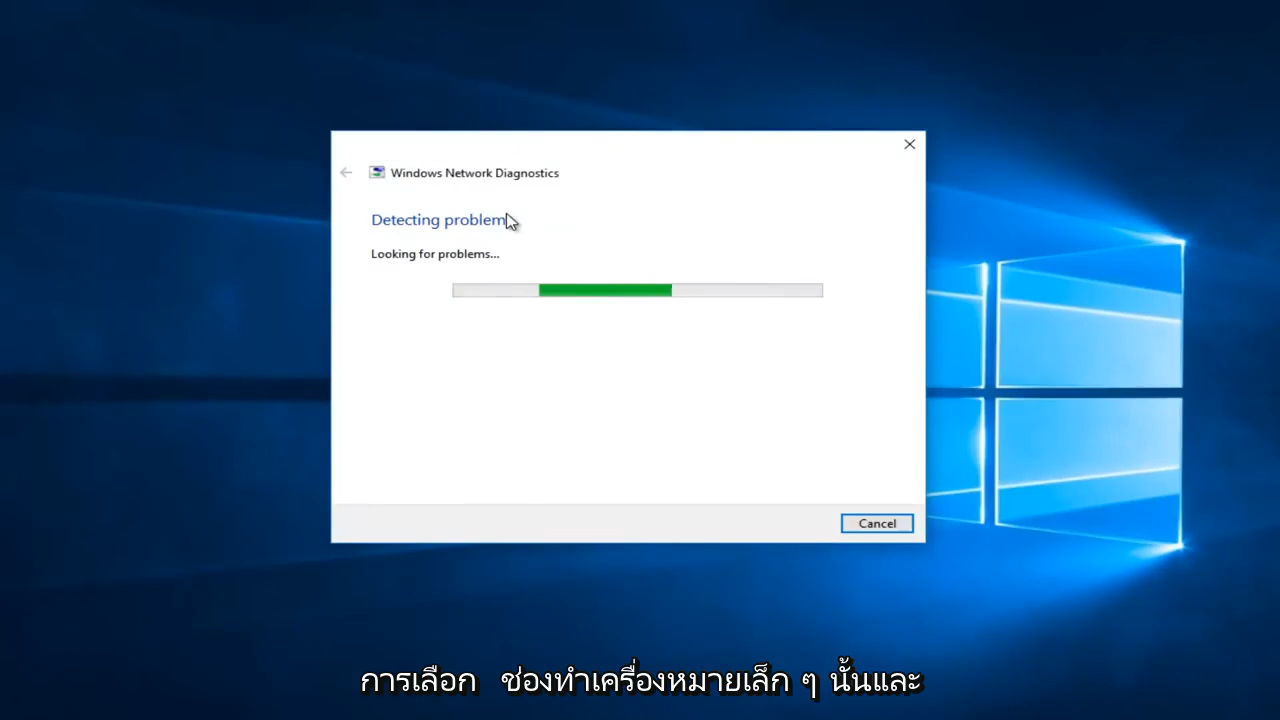 Windows Network Diagnostics
Detecting problem
Looking for problems...
Cancel
การเลือก ช่องทำเครื่องหมายเล็ก ๆ นั้นและ